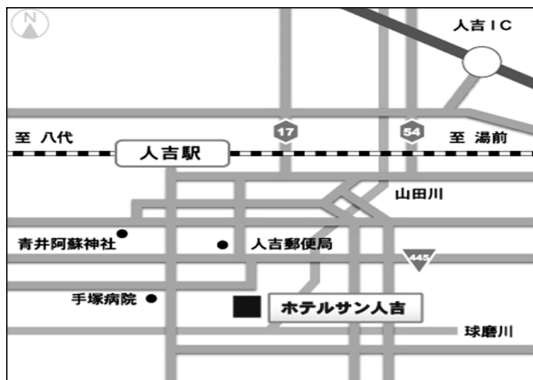 人吉IC
17
54
至 八代
人吉駅
至 湯前
山田川
青井阿蘇神社
人吉郵便局
445
手塚病院
ホテルサン人吉
球磨川